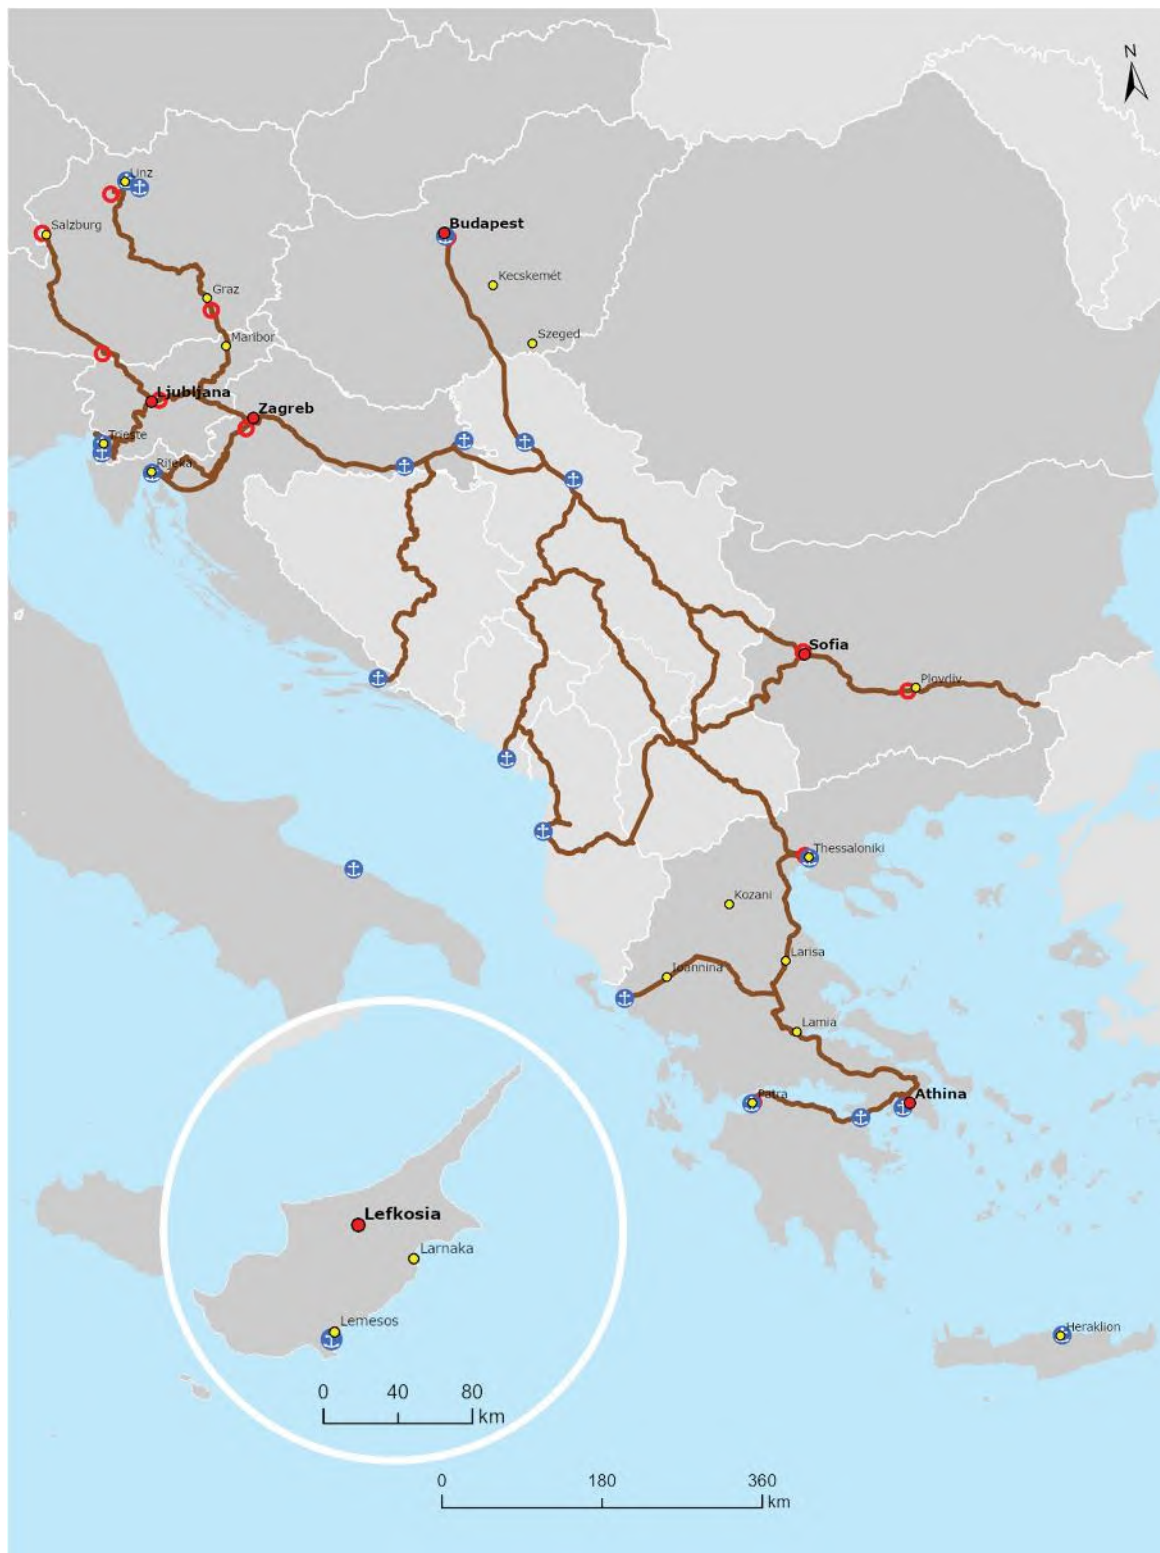 N
Linz
Salzburg
Budapest
Kecskemét
Graz
Szeged
Maribor
Ljubljana
Zagreb
Trieste
Rijeka
Sofia
Plovdiv
Thessaloniki
Kozani
Larisa
Ioannina
Lamia
Patra
Athina
Lefkosia
Larnaka
Lemesos
Heraklion
0 40 80
km
0 180 360
km